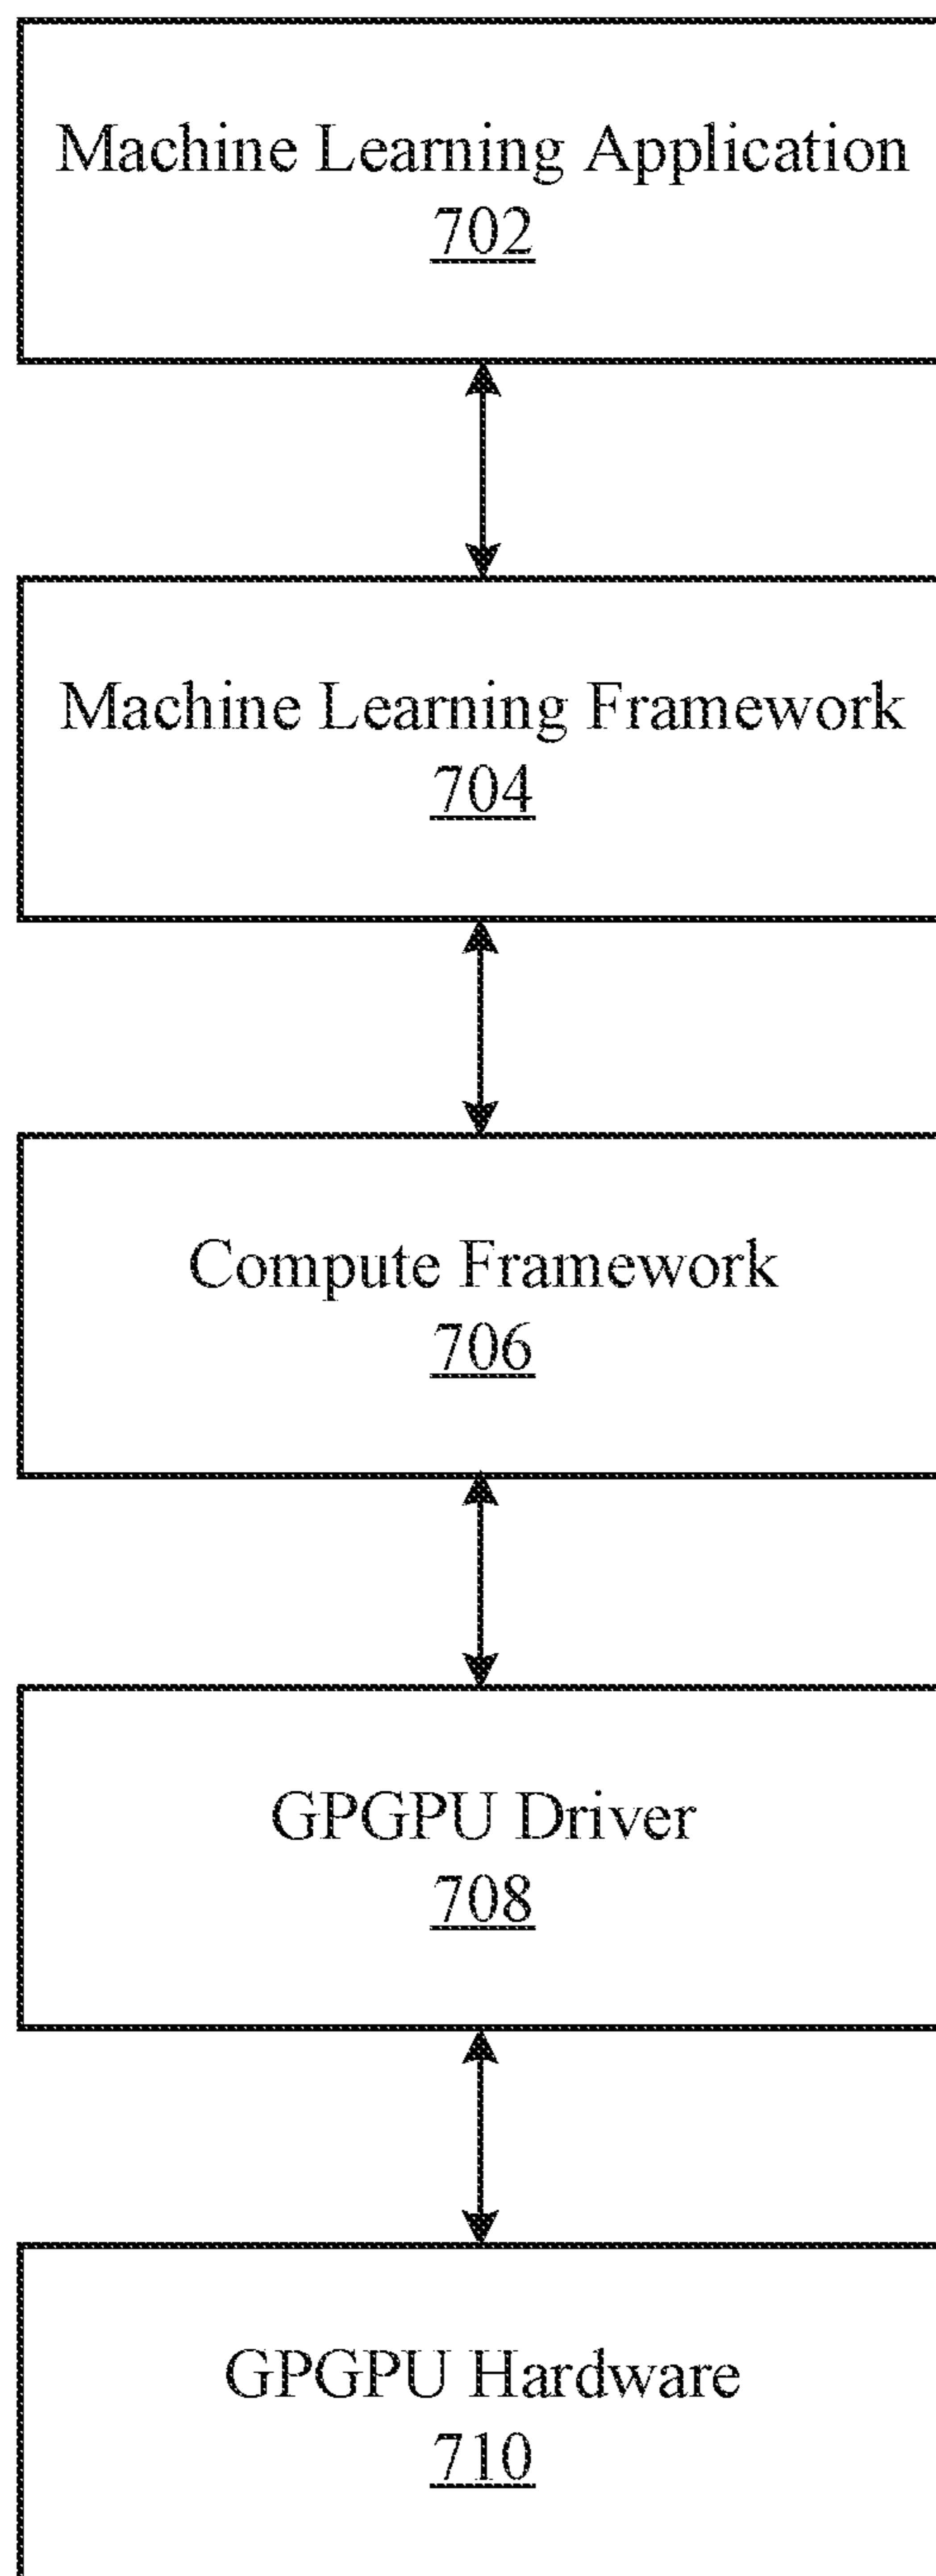 Machine Learning Application
702
Machine Learning Framework
704
Compute Framework
706
GPGPU Driver
708
GPGPU Hardware
710